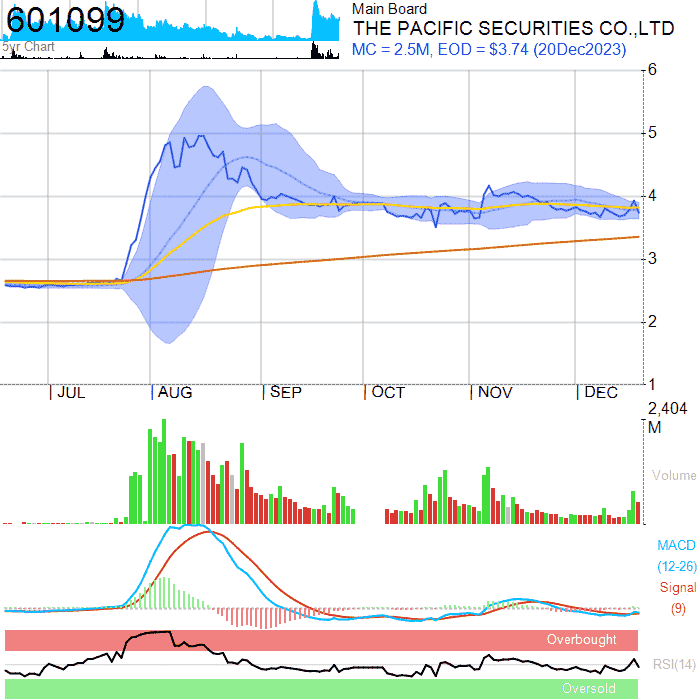 601099
5yr Chart
Main Board
THE PACIFIC SECURITIES CO.,LTD
MC = 2.5M, EOD = $3.74 (20Dec2023)
6
5
4
3
2
1
JUL
AUG
SEP
OCT
NOV
DEC
2,404
M
Volume
MACD
(12-26)
Signal
(9)
Overbought
RSI(14)
Oversold